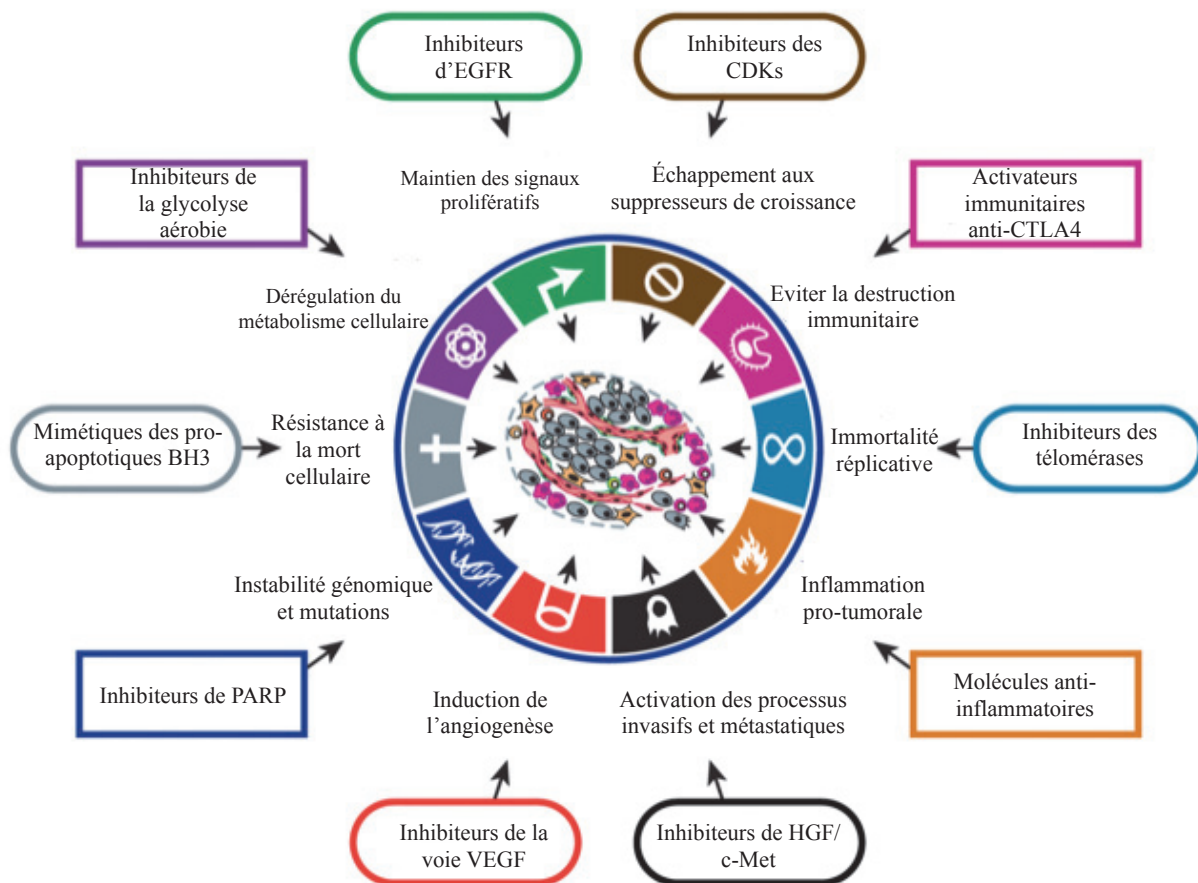 Inhibiteurs
d’EGFR
Inhibiteurs des
CDKs
Inhibiteurs de
la glycolyse
aérobie
Maintien des signaux
prolifératifs
Échappement aux
suppresseurs de croissance
Activateurs
immunitaires
anti-CTLA4
Dérégulation du
métabolisme cellulaire
Eviter la destruction
immunitaire
Mimétiques des pro-
apoptotiques BH3
Résistance à
la mort
cellulaire
Immortalité
réplicative
Inhibiteurs des
télomérases
Instabilité génomique
et mutations
Inflammation
pro-tumorale
Inhibiteurs de PARP
Induction de
l’angiogenèse
Activation des processus
invasifs et métastatiques
Molécules anti-
inflammatoires
Inhibiteurs de la
voie VEGF
Inhibiteurs de HGF/
c-Met